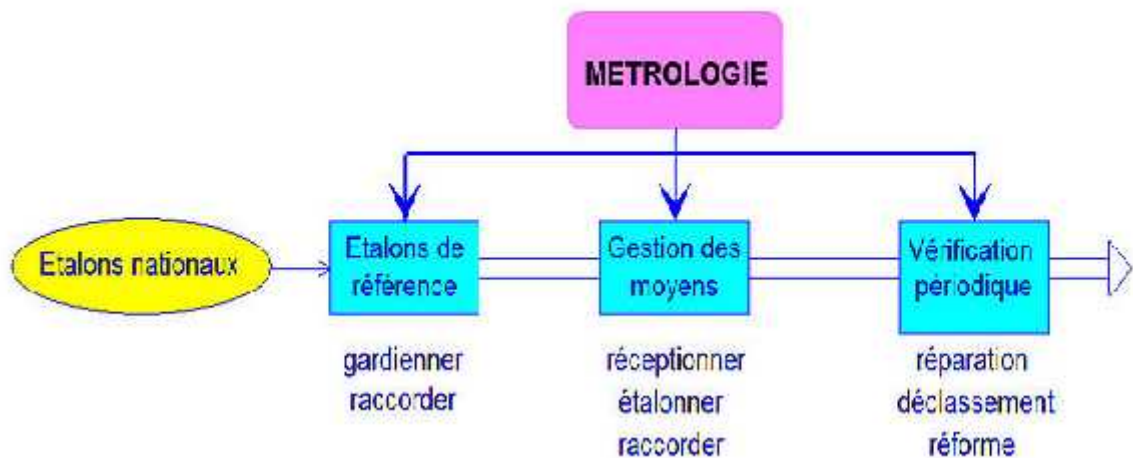 METROLOGIE
Etalons nationaux
Etalons de
référence
Gestion des
moyens
Vérification
périodique
gardienner
raccorder
réceptionner
étalonner
raccorder
réparation
déclassement
réforme